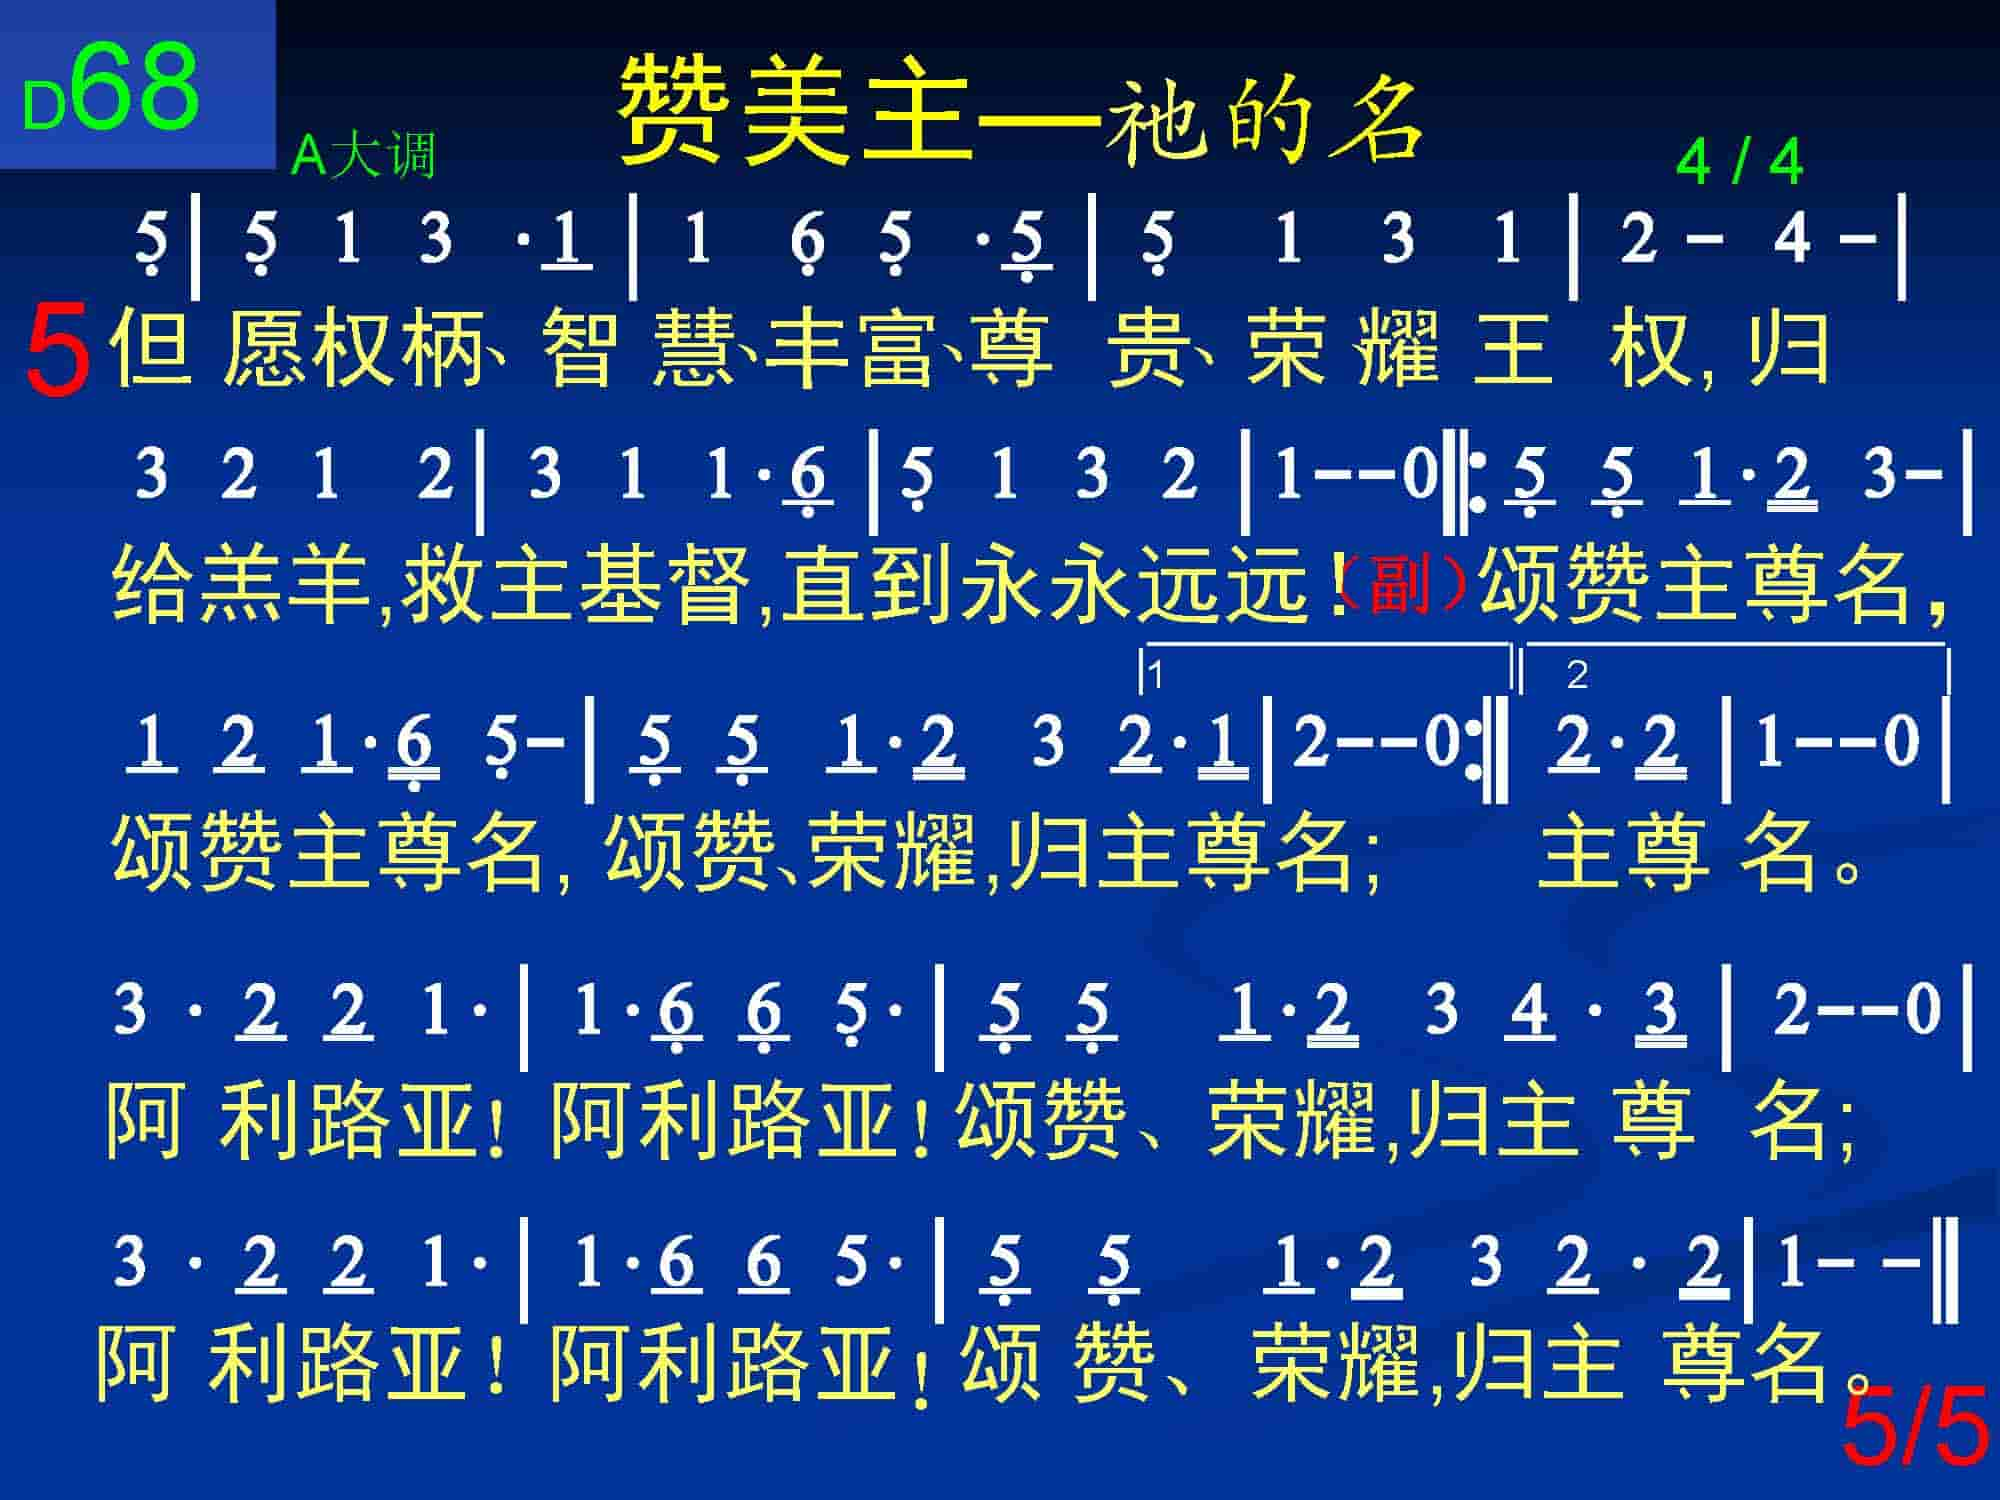 D68
赞美主—祂的名
A大调
4 / 4
5 | 5 1 3 · 1 | 1 6 5 · 5 | 5 1 3 1 | 2 – 4 – |
5 但 愿权柄、智 慧、丰富、尊 贵、荣、耀 王 权, 归
3 2 1 2 | 3 1 1 · 6 | 5 1 3 2 | 1 – – 0 ‖: 5 5 1 · 2 3 – |
给羔羊,救主基督,直到永永远远!(副)颂赞主尊名,
1 2
1 2 1 · 6 5 – | 5 5 1 · 2 3 2 · 1 | 2 – – 0 :‖ 2 · 2 | 1 – – 0 |
颂赞主尊名, 颂赞、荣耀,归主尊名; 主尊 名。
3 · 2 2 1 · | 1 · 6 6 5 · | 5 5 1 · 2 3 4 · 3 | 2 – – 0 |
阿 利路亚! 阿利路亚! 颂赞、 荣耀,归主 尊 名;
3 · 2 2 1 · | 1 · 6 6 5 · | 5 5 1 · 2 3 2 · 2 | 1 – – ‖
阿 利路亚! 阿利路亚! 颂 赞、 荣耀,归主 尊名。
5/5